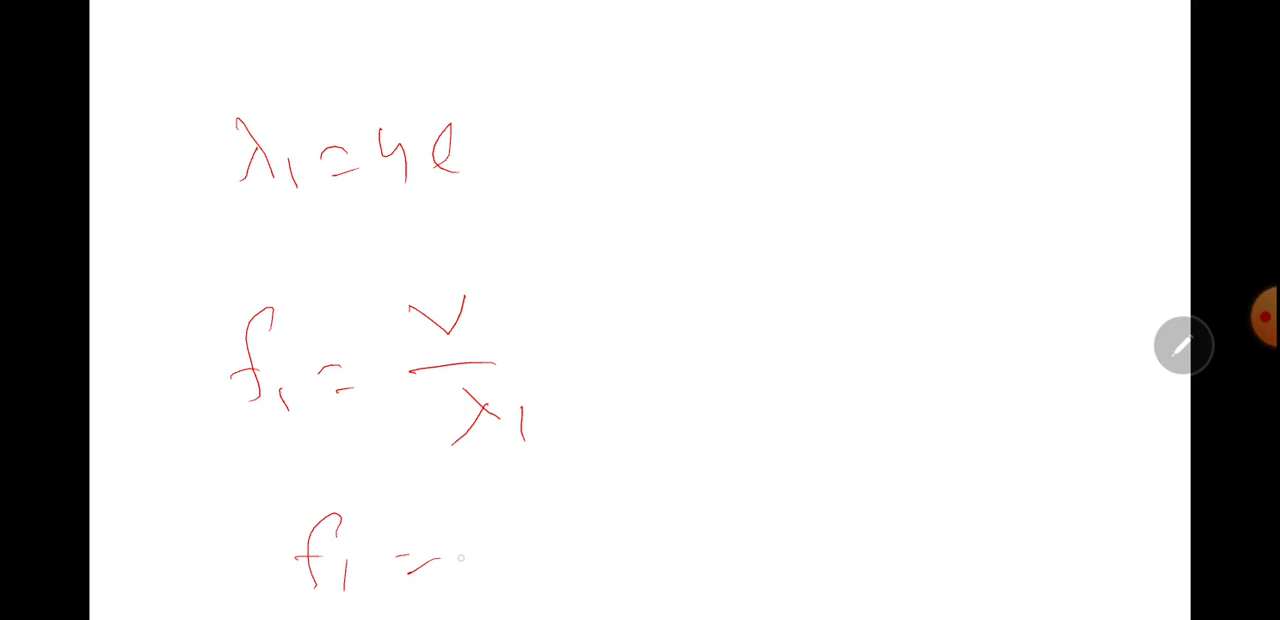 λ₁ = 4l
f₁ = V / λ₁
f₁ =